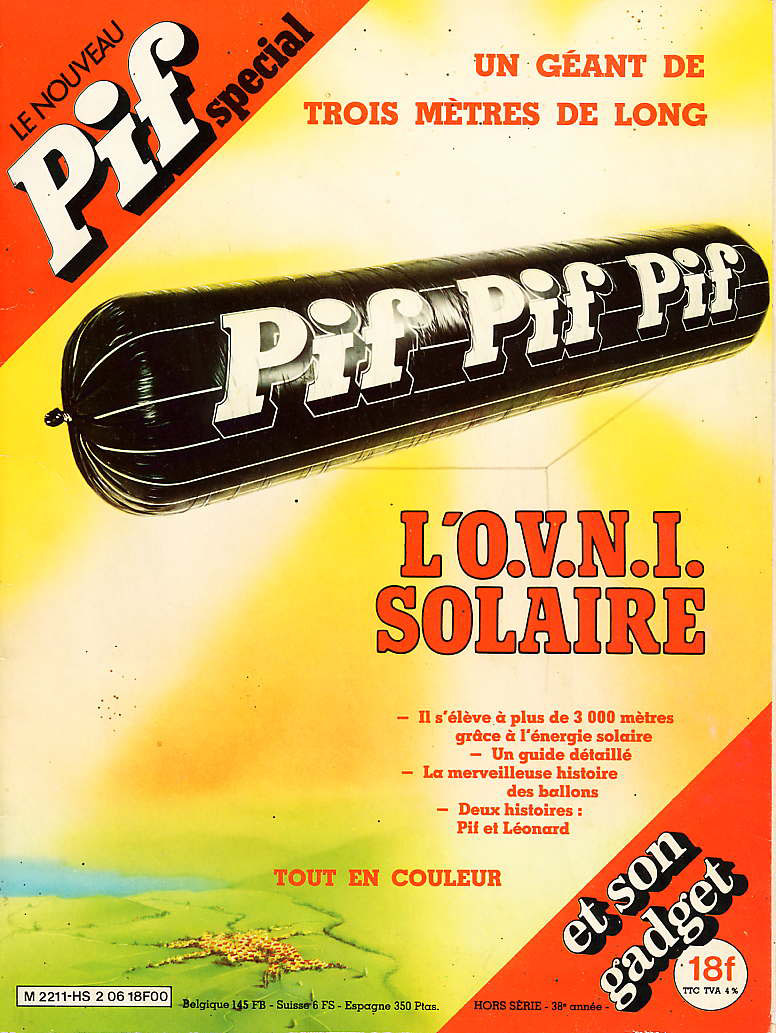 LE NOUVEAU
Pif
special
UN GÉANT DE
TROIS MÈTRES DE LONG
Pif Pif Pif
L'O.V.N.I.
SOLAIRE
– Il s'élève à plus de 3 000 mètres
grâce à l'énergie solaire
– Un guide détaillé
– La merveilleuse histoire
des ballons
– Deux histoires :
Pif et Léonard
TOUT EN COULEUR
et son
gadget
18f
TTC TVA 4 %
M 2211-HS 2 06 18F00
Belgique 145 FB - Suisse 6 FS - Espagne 350 Ptas.
HORS SÉRIE - 38e année -